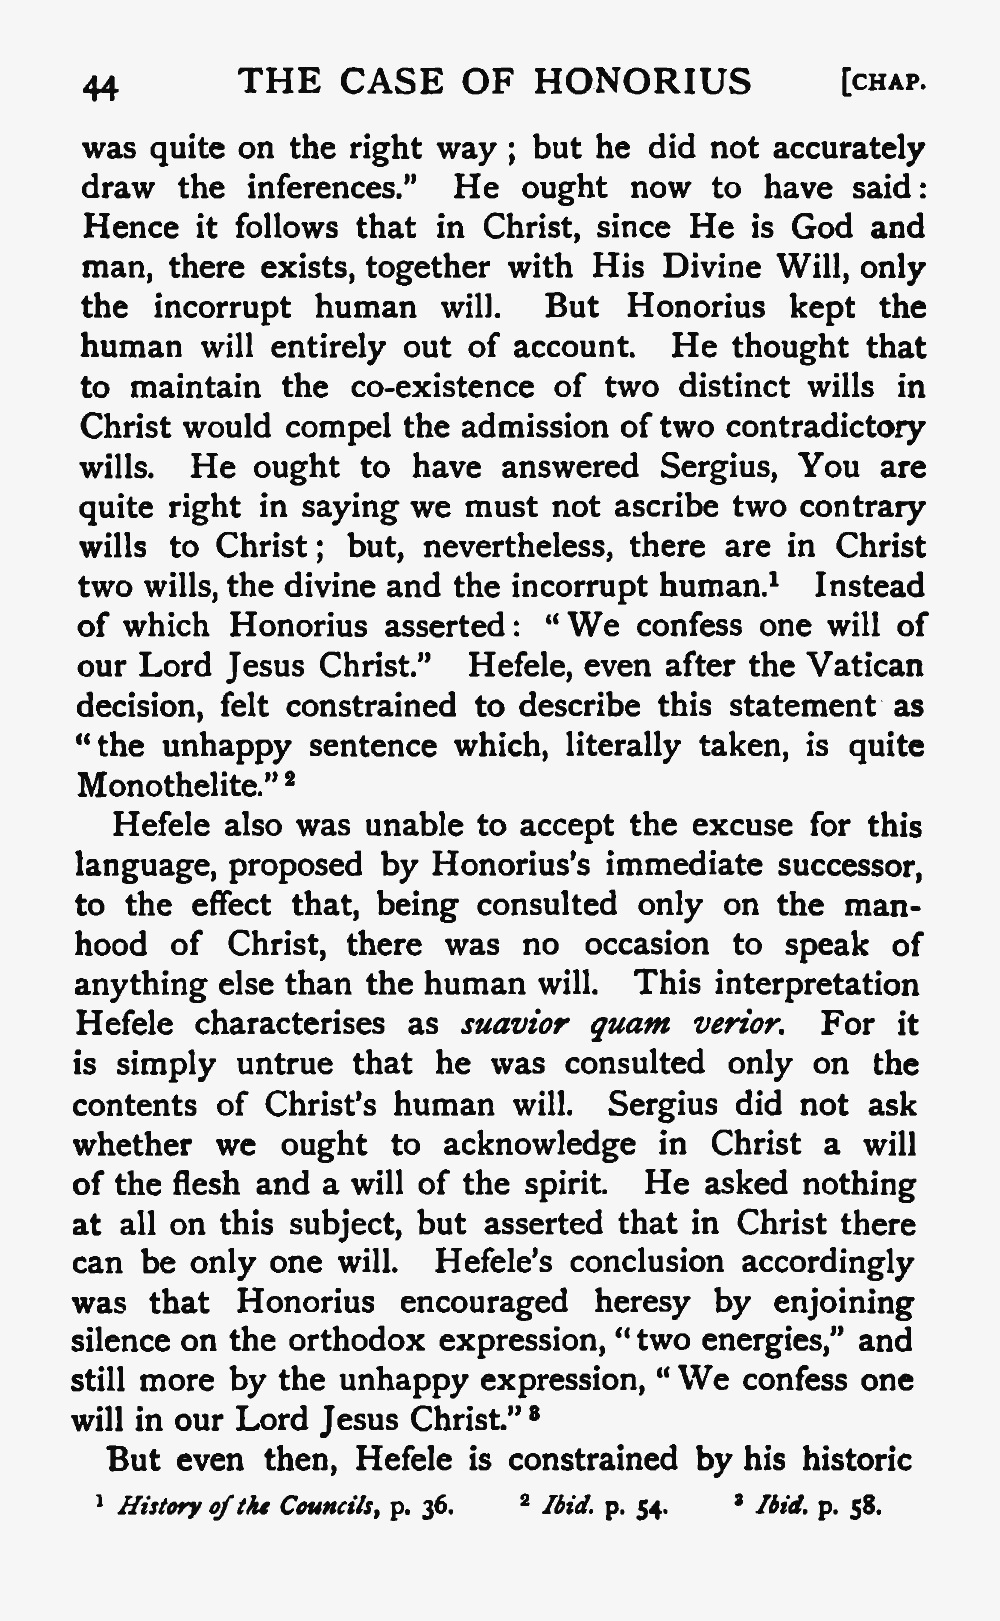 44 THE CASE OF HONORIUS [CHAP.
was quite on the right way ; but he did not accurately
draw the inferences." He ought now to have said:
Hence it follows that in Christ, since He is God and
man, there exists, together with His Divine Will, only
the incorrupt human will. But Honorius kept the
human will entirely out of account. He thought that
to maintain the co-existence of two distinct wills in
Christ would compel the admission of two contradictory
wills. He ought to have answered Sergius, You are
quite right in saying we must not ascribe two contrary
wills to Christ ; but, nevertheless, there are in Christ
two wills, the divine and the incorrupt human.¹ Instead
of which Honorius asserted: "We confess one will of
our Lord Jesus Christ." Hefele, even after the Vatican
decision, felt constrained to describe this statement as
"the unhappy sentence which, literally taken, is quite
Monothelite."²
Hefele also was unable to accept the excuse for this
language, proposed by Honorius's immediate successor,
to the effect that, being consulted only on the man-
hood of Christ, there was no occasion to speak of
anything else than the human will. This interpretation
Hefele characterises as suavior quam verior. For it
is simply untrue that he was consulted only on the
contents of Christ's human will. Sergius did not ask
whether we ought to acknowledge in Christ a will
of the flesh and a will of the spirit. He asked nothing
at all on this subject, but asserted that in Christ there
can be only one will. Hefele's conclusion accordingly
was that Honorius encouraged heresy by enjoining
silence on the orthodox expression, "two energies," and
still more by the unhappy expression, "We confess one
will in our Lord Jesus Christ."³
But even then, Hefele is constrained by his historic
¹ History of the Councils, p. 36. ² Ibid. p. 54. ³ Ibid. p. 58.